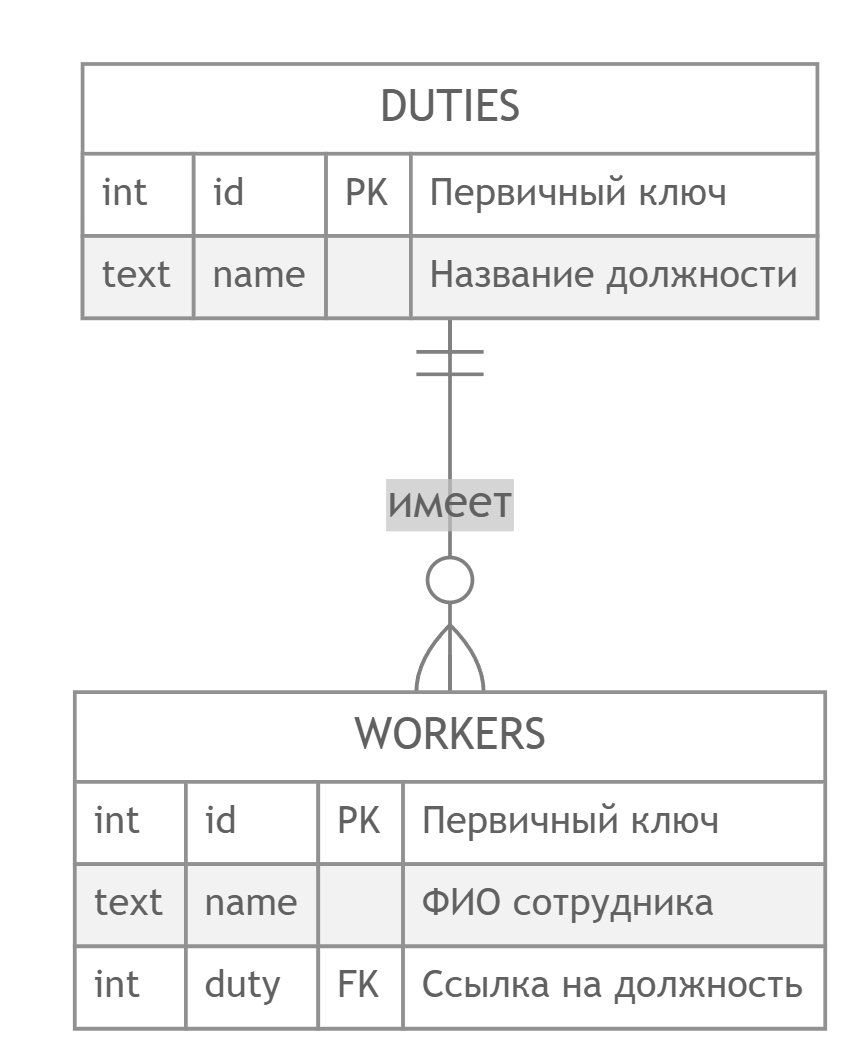 DUTIES
int id PK Первичный ключ
text name Название должности
имеет
WORKERS
int id PK Первичный ключ
text name ФИО сотрудника
int duty FK Ссылка на должность